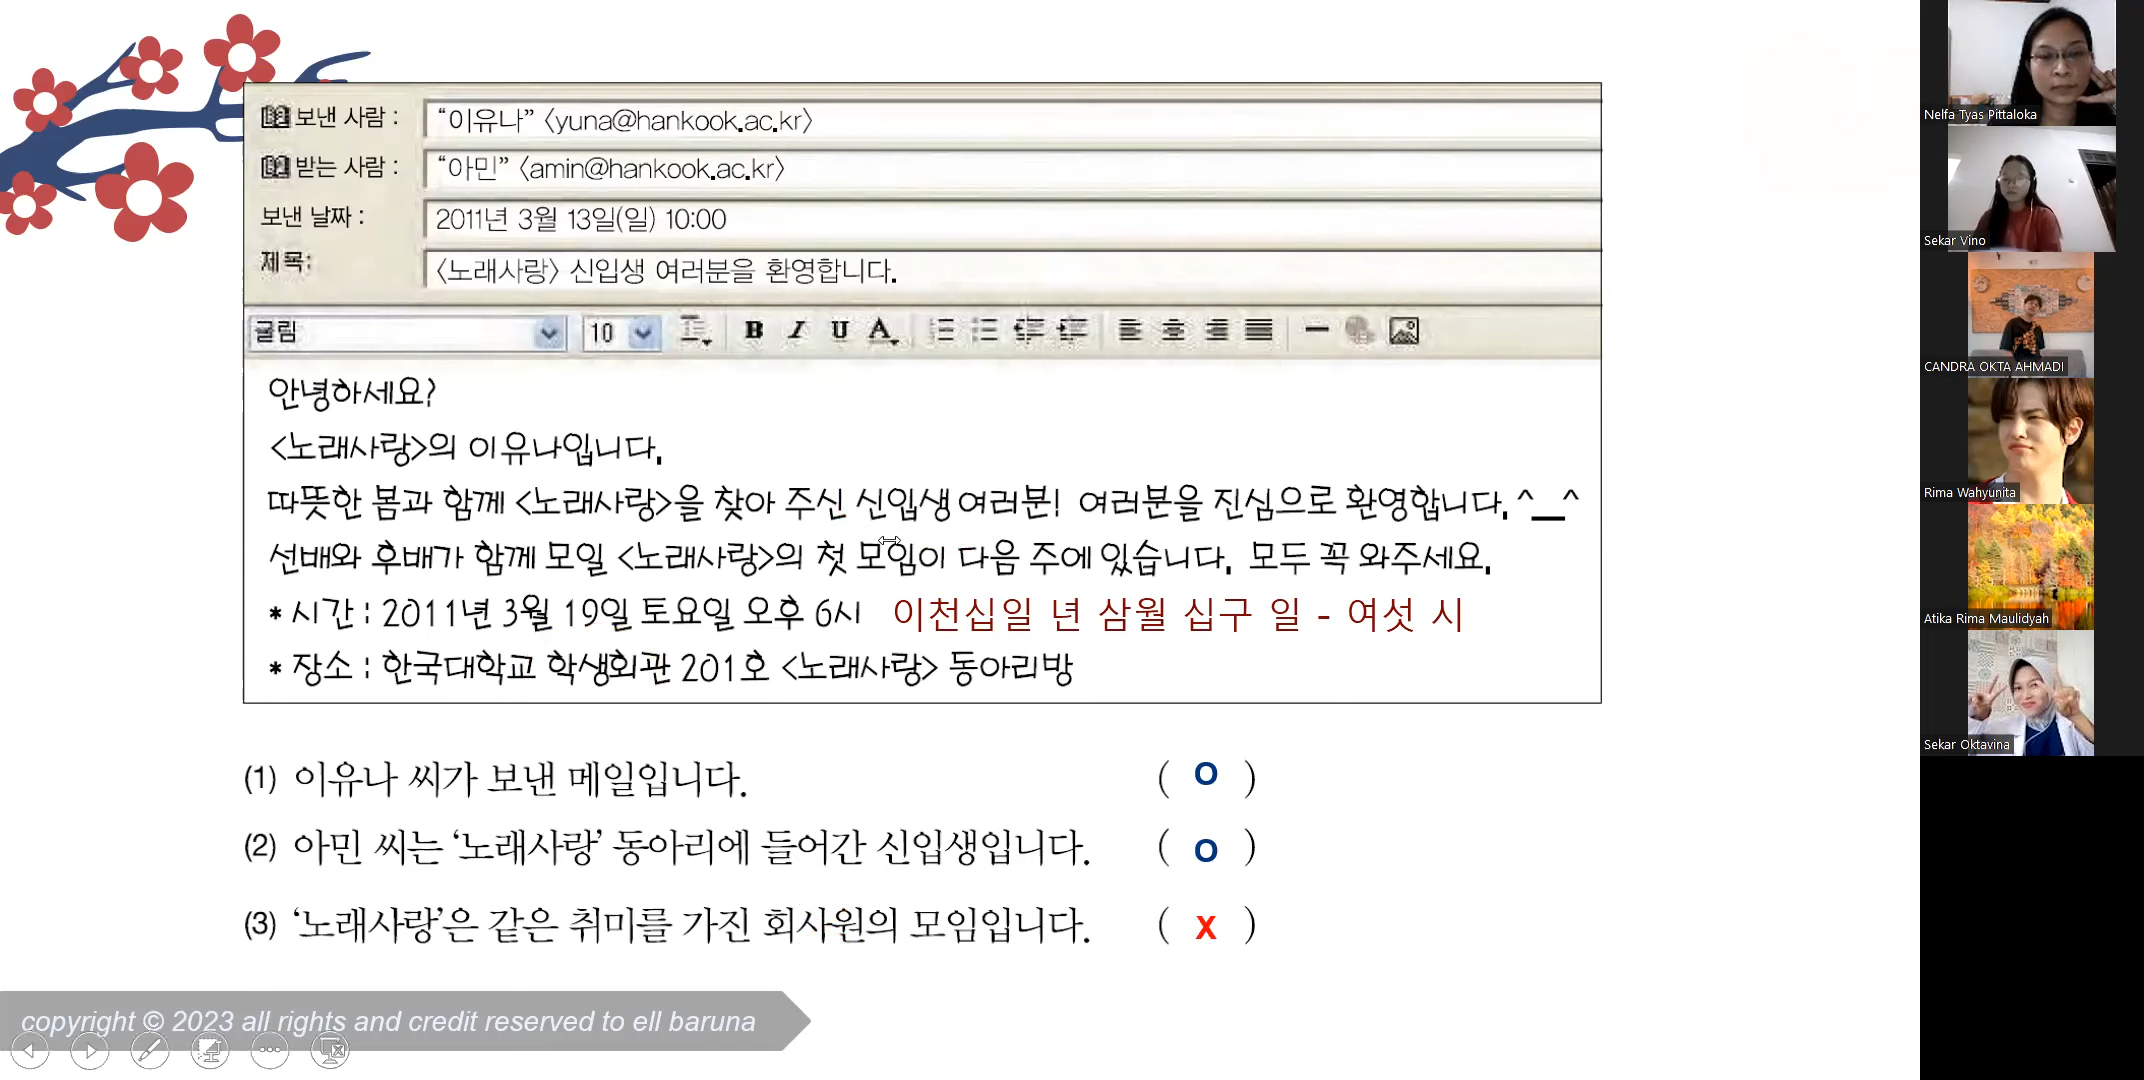 보낸 사람 : “이유나” 〈yuna@hankook.ac.kr〉
받는 사람 : “아민” 〈amin@hankook.ac.kr〉
보낸 날짜 : 2011년 3월 13일(일) 10:00
제목: 〈노래사랑〉 신입생 여러분을 환영합니다.
굴림 10 B I U A
안녕하세요?
<노래사랑>의 이유나입니다.
따뜻한 봄과 함께 <노래사랑>을 찾아 주신 신입생 여러분! 여러분을 진심으로 환영합니다. ^__^
선배와 후배가 함께 모일 <노래사랑>의 첫 모임이 다음 주에 있습니다. 모두 꼭 와주세요.
* 시간 : 2011년 3월 19일 토요일 오후 6시 이천십일 년 삼월 십구 일 - 여섯 시
* 장소 : 한국대학교 학생회관 201호 <노래사랑> 동아리방
(1) 이유나 씨가 보낸 메일입니다. ( O )
(2) 아민 씨는 ‘노래사랑’ 동아리에 들어간 신입생입니다. ( O )
(3) ‘노래사랑’은 같은 취미를 가진 회사원의 모임입니다. ( X )
copyright © 2023 all rights and credit reserved to ell baruna
Nelfa Tyas Pittaloka
Sekar Vino
CANDRA OKTA AHMADI
Rima Wahyunita
Atika Rima Maulidyah
Sekar Oktavina